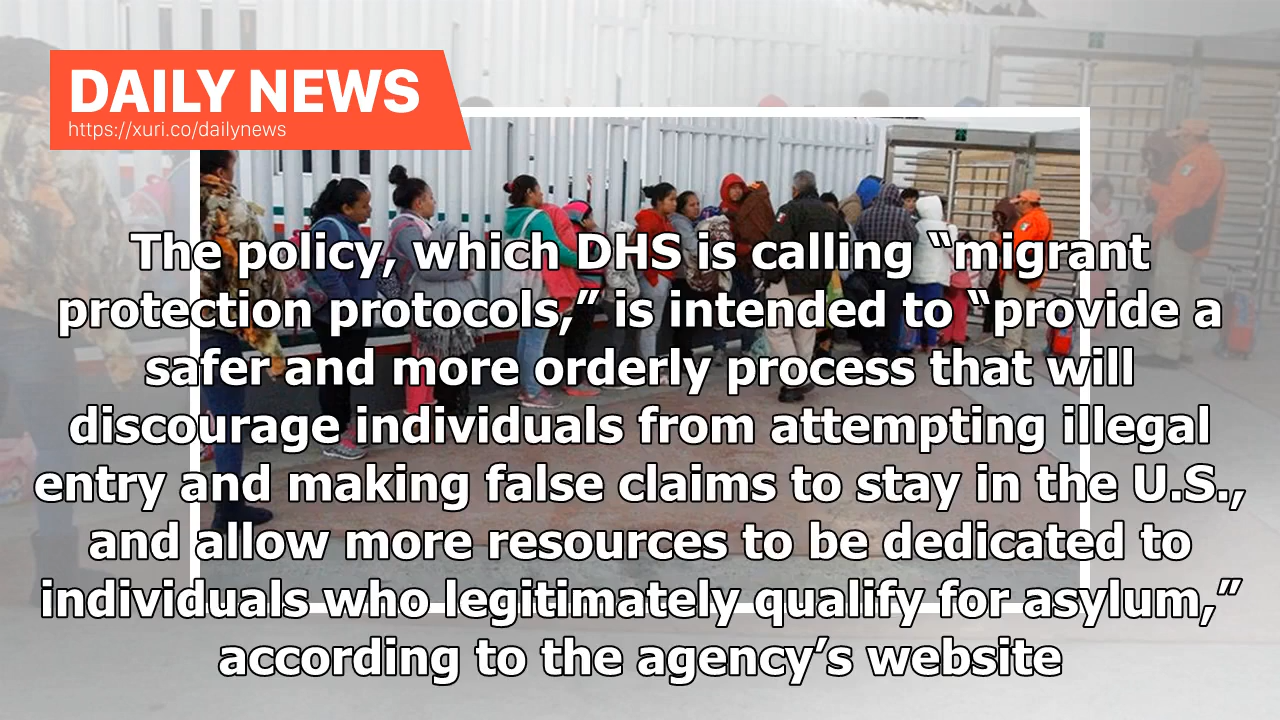 DAILY NEWS
https://xuri.co/dailynews
The policy, which DHS is calling “migrant
protection protocols,” is intended to “provide a
safer and more orderly process that will
discourage individuals from attempting illegal
entry and making false claims to stay in the U.S.,
and allow more resources to be dedicated to
individuals who legitimately qualify for asylum,”
according to the agency’s website